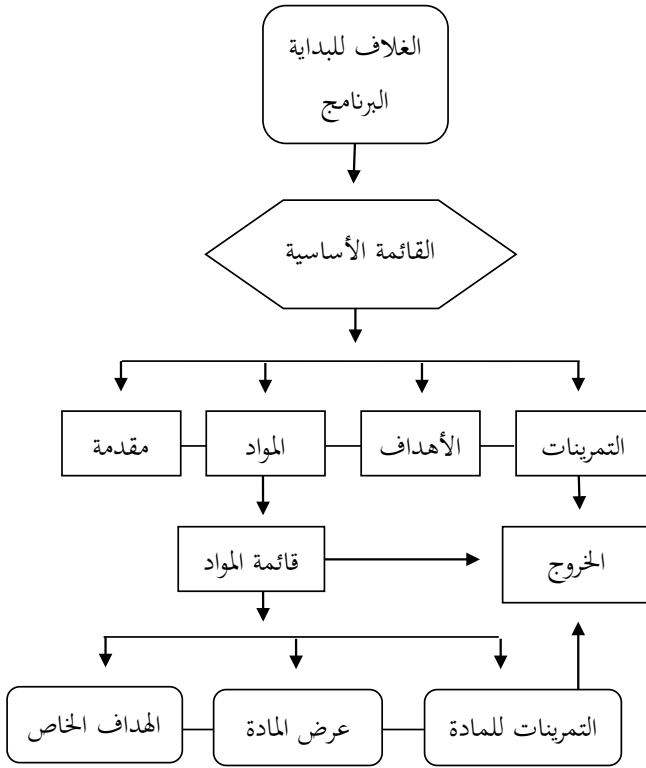 الغلاف للبداية
البرنامج
القائمة الأساسية
التمرينات
الأهداف
المواد
مقدمة
قائمة المواد
الخروج
التمرينات للمادة
عرض المادة
الهداف الخاص